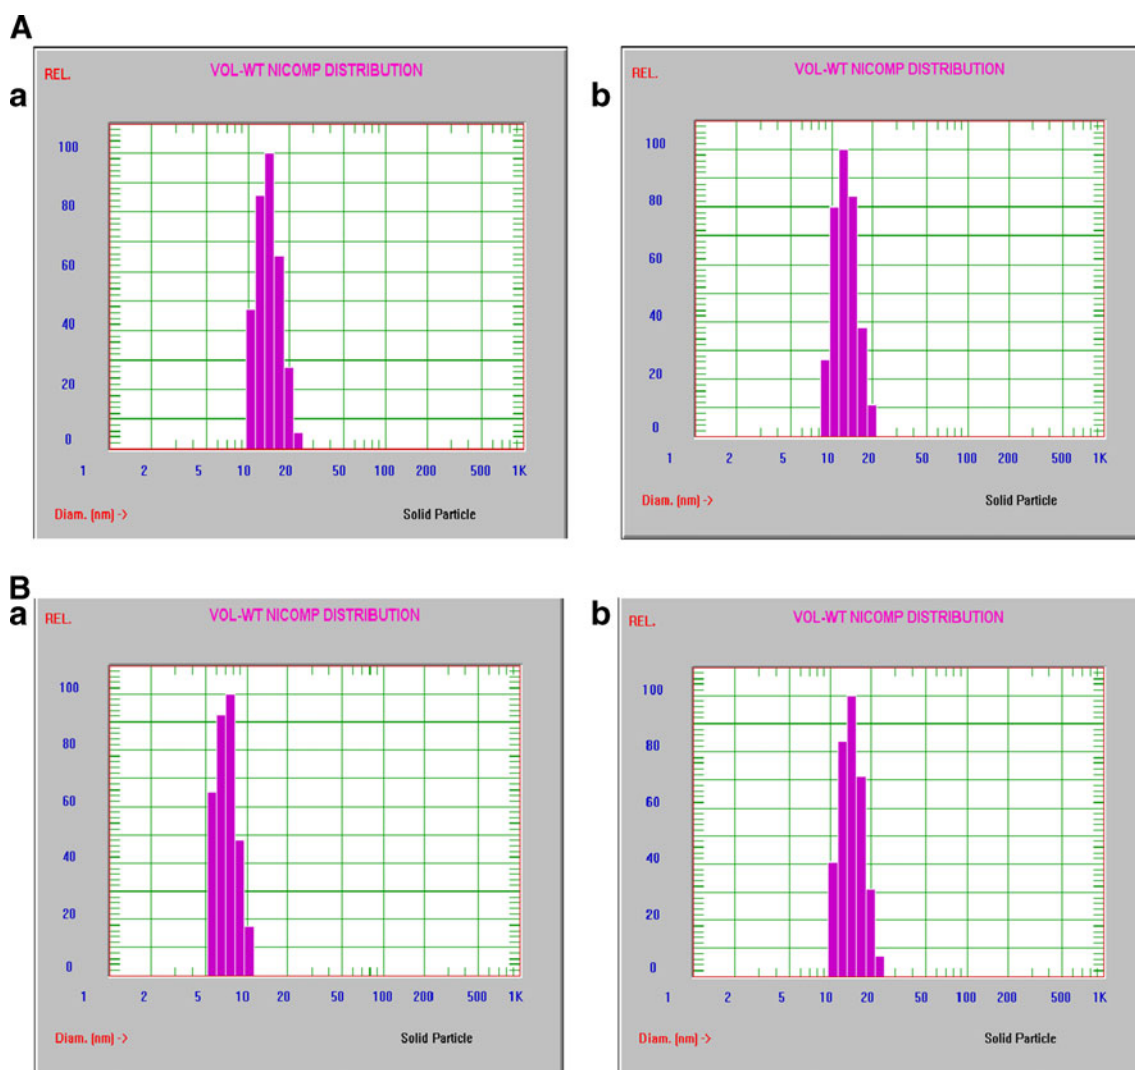 A
a
REL.
VOL-WT NICOMP DISTRIBUTION
100
80
60
40
20
0
1 2 5 10 20 50 100 200 500 1K
Diam. (nm) -> Solid Particle
b
REL.
VOL-WT NICOMP DISTRIBUTION
100
80
60
40
20
0
1 2 5 10 20 50 100 200 500 1K
Diam. (nm) -> Solid Particle
B
a
REL.
VOL-WT NICOMP DISTRIBUTION
100
80
60
40
20
0
1 2 5 10 20 50 100 200 500 1K
Diam. (nm) -> Solid Particle
b
REL.
VOL-WT NICOMP DISTRIBUTION
100
80
60
40
20
0
1 2 5 10 20 50 100 200 500 1K
Diam. (nm) -> Solid Particle